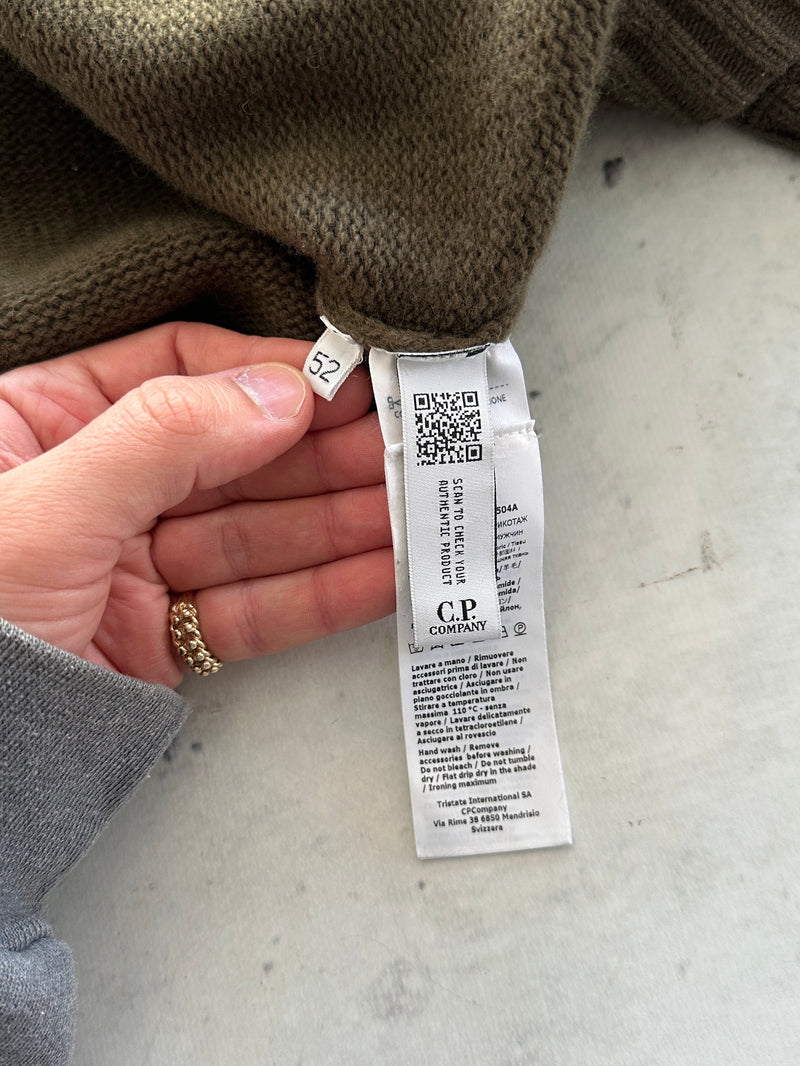 52
SCAN TO CHECK YOUR
AUTHENTIC PRODUCT
C.P.
COMPANY
504A
Lavare a mano / Rimuovere
accessori prima di lavare / Non
trattare con cloro / Non usare
asciugatrice / Asciugare in
piano gocciolante in ombra /
Stirare a temperatura
massima 110 °C - senza
vapore / Lavare delicatamente
a secco in tetracloroetilene /
Asciugare al rovescio
Hand wash / Remove
accessories before washing /
Do not bleach / Do not tumble
dry / Flat drip dry in the shade
/ Ironing maximum
Tristate International SA
CPCompany
Via Rime 38 6850 Mendrisio
Svizzera